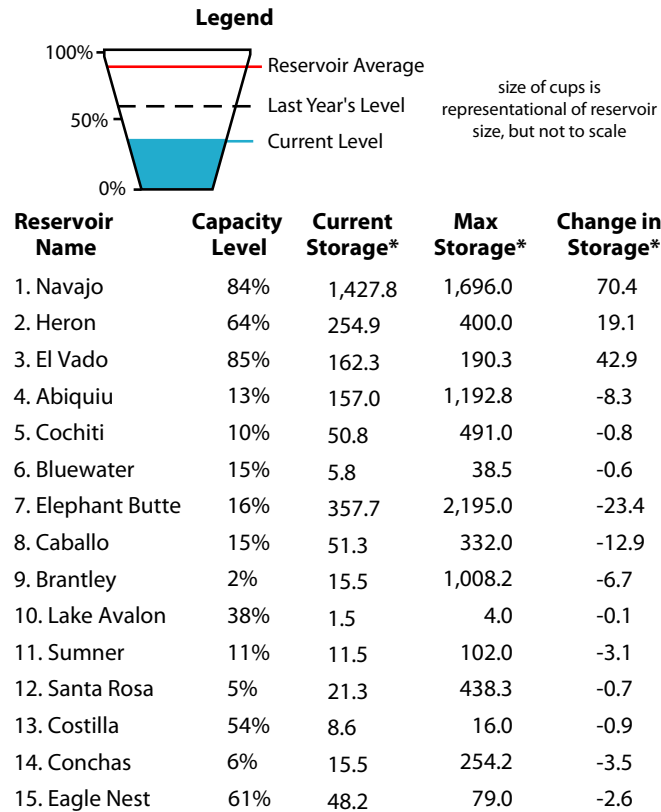 Legend
100%
Reservoir Average
Last Year's Level
50%
Current Level
0%
size of cups is
representational of reservoir
size, but not to scale
Reservoir Name Capacity Level Current Storage* Max Storage* Change in Storage*
1. Navajo 84% 1,427.8 1,696.0 70.4
2. Heron 64% 254.9 400.0 19.1
3. El Vado 85% 162.3 190.3 42.9
4. Abiquiu 13% 157.0 1,192.8 -8.3
5. Cochiti 10% 50.8 491.0 -0.8
6. Bluewater 15% 5.8 38.5 -0.6
7. Elephant Butte 16% 357.7 2,195.0 -23.4
8. Caballo 15% 51.3 332.0 -12.9
9. Brantley 2% 15.5 1,008.2 -6.7
10. Lake Avalon 38% 1.5 4.0 -0.1
11. Sumner 11% 11.5 102.0 -3.1
12. Santa Rosa 5% 21.3 438.3 -0.7
13. Costilla 54% 8.6 16.0 -0.9
14. Conchas 6% 15.5 254.2 -3.5
15. Eagle Nest 61% 48.2 79.0 -2.6